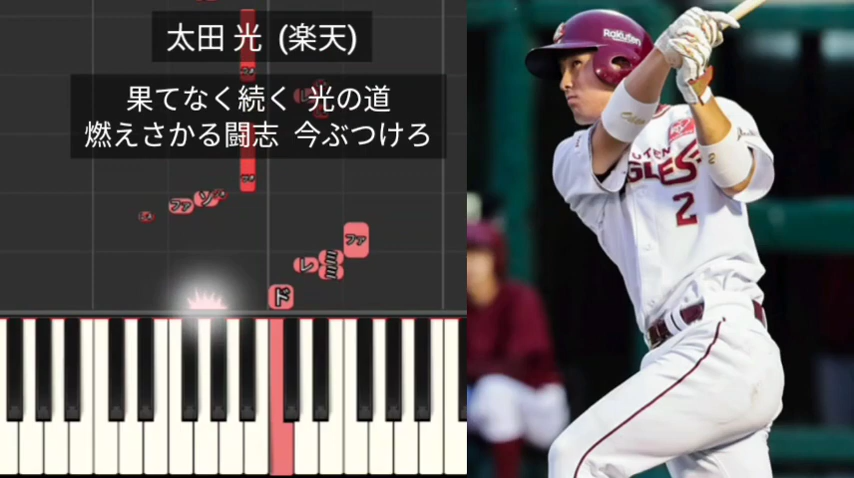 太田 光 (楽天)
果てなく続く 光の道
燃えさかる闘志 今ぶつけろ
ファ
ソ
ファ
レ
ミ
ミ
ド
Rakuten
EAGLES
2